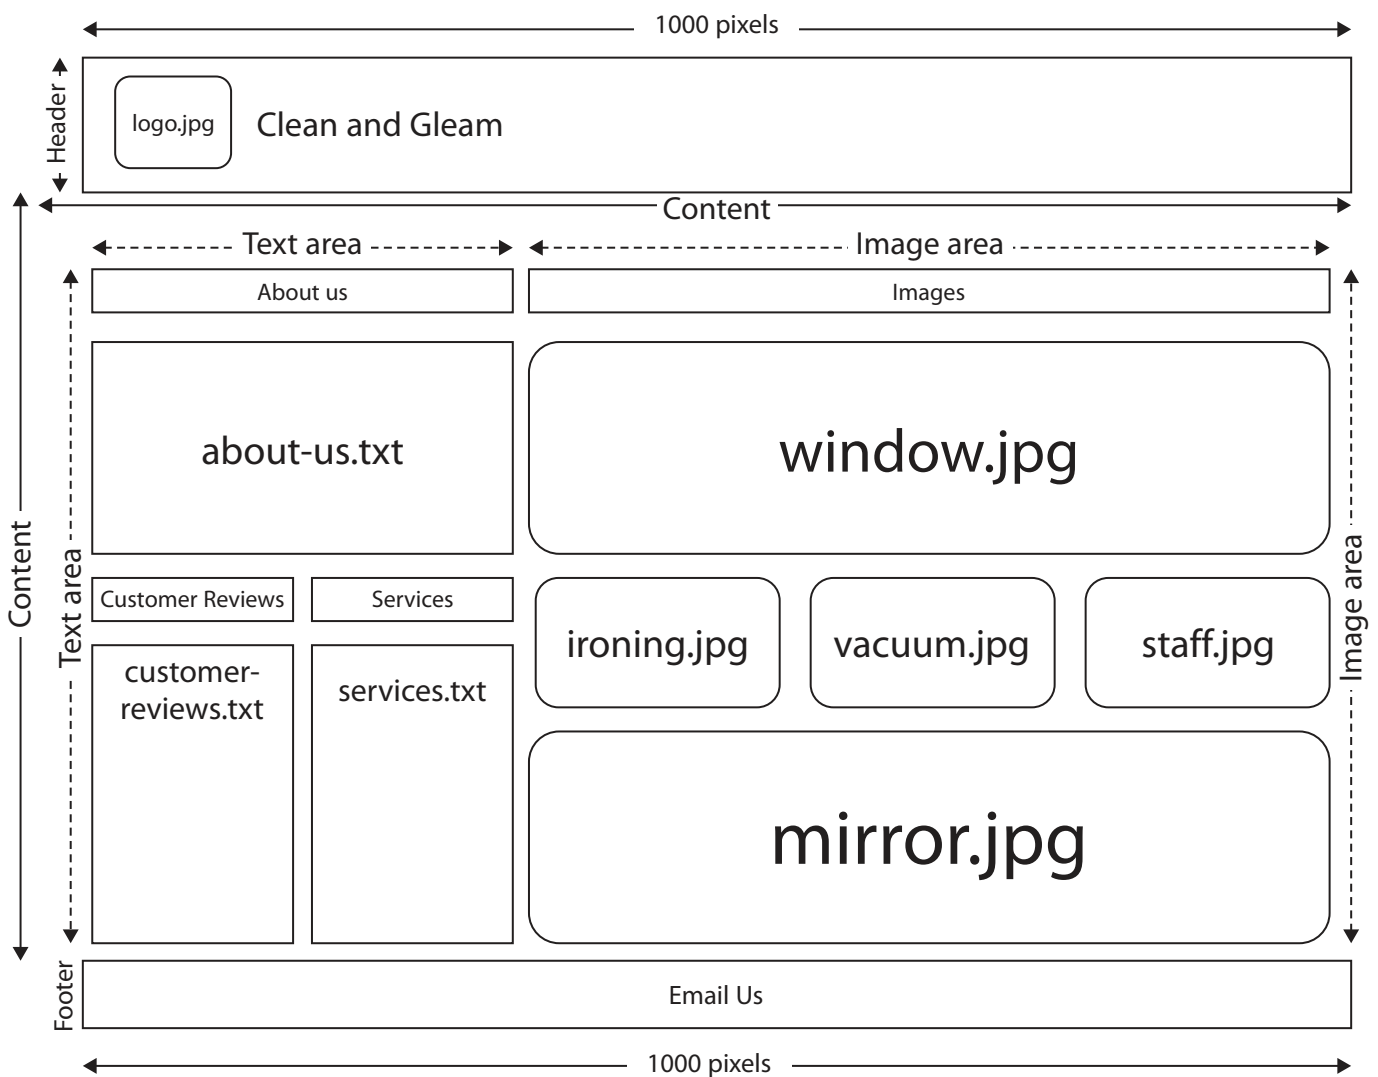 1000 pixels
Header
logo.jpg
Clean and Gleam
Content
Content
Text area
Image area
Text area
About us
Images
Image area
about-us.txt
window.jpg
Customer Reviews
Services
ironing.jpg
vacuum.jpg
staff.jpg
customer-
reviews.txt
services.txt
mirror.jpg
Footer
Email Us
1000 pixels